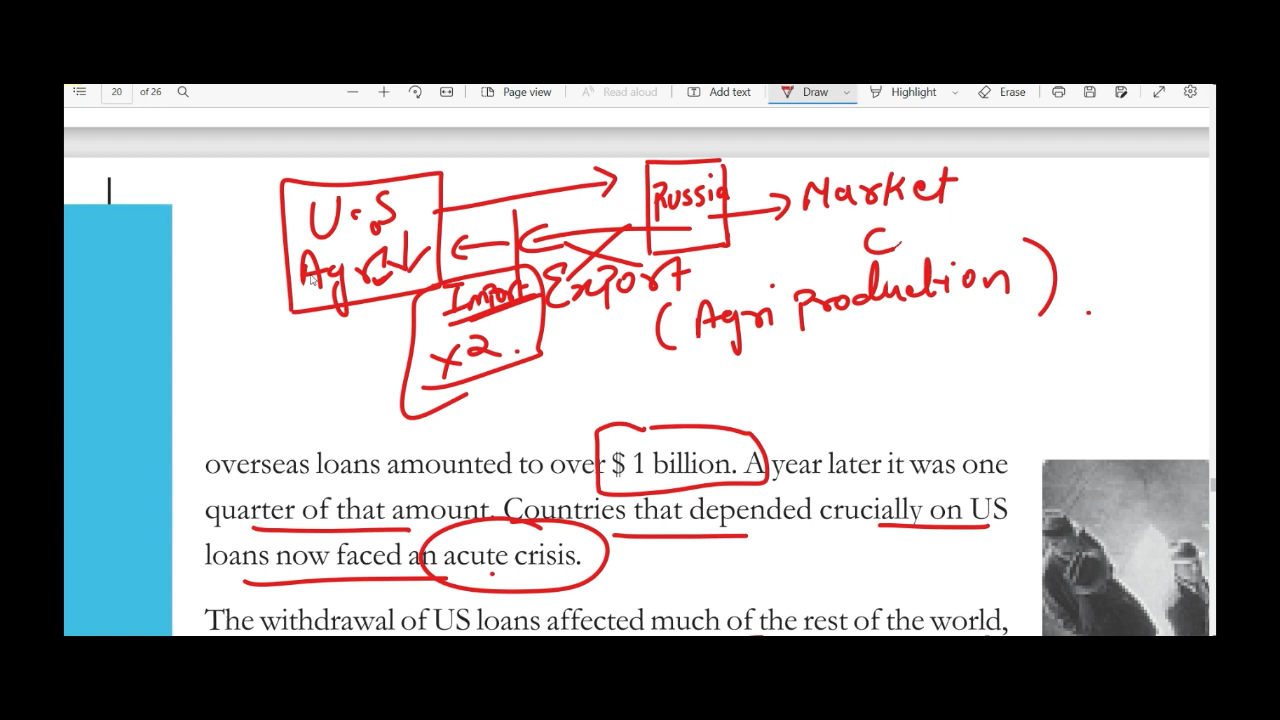 20 of 26 Page view Read aloud Add text Draw Highlight Erase
U.S Russia Market
Agri Import Export (Agri production).
x2.
overseas loans amounted to over $ 1 billion. A year later it was one
quarter of that amount. Countries that depended crucially on US
loans now faced an acute crisis.
The withdrawal of US loans affected much of the rest of the world,